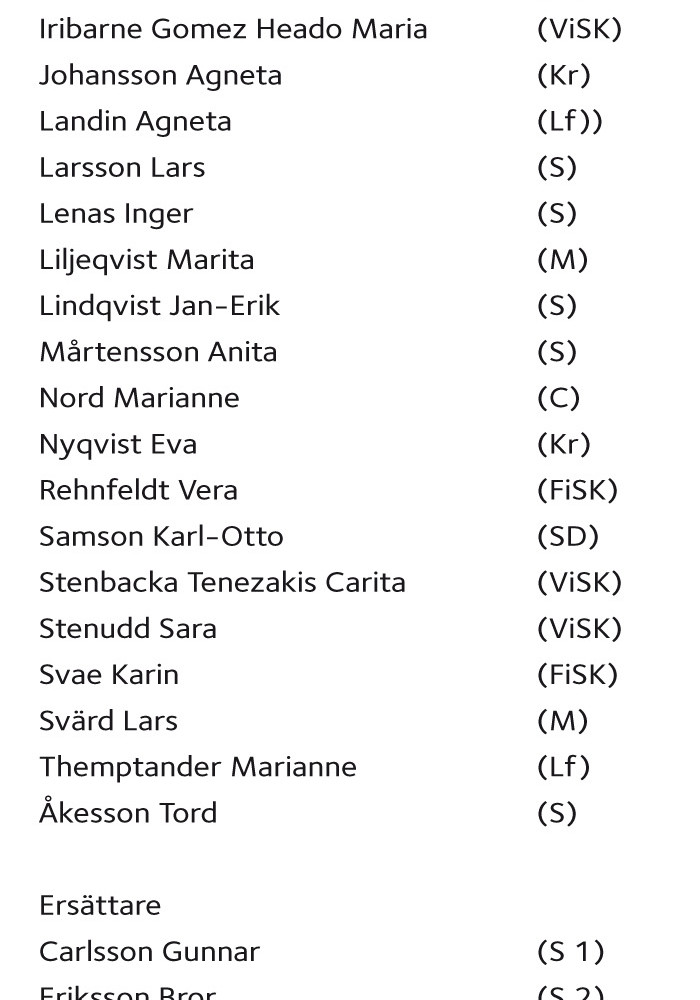 Iribarne Gomez Heado Maria (ViSK)
Johansson Agneta (Kr)
Landin Agneta (Lf))
Larsson Lars (S)
Lenas Inger (S)
Liljeqvist Marita (M)
Lindqvist Jan-Erik (S)
Mårtensson Anita (S)
Nord Marianne (C)
Nyqvist Eva (Kr)
Rehnfeldt Vera (FiSK)
Samson Karl-Otto (SD)
Stenbacka Tenezakis Carita (ViSK)
Stenudd Sara (ViSK)
Svae Karin (FiSK)
Svärd Lars (M)
Themptander Marianne (Lf)
Åkesson Tord (S)
Ersättare
Carlsson Gunnar (S 1)
Eriksson Bror (S 2)